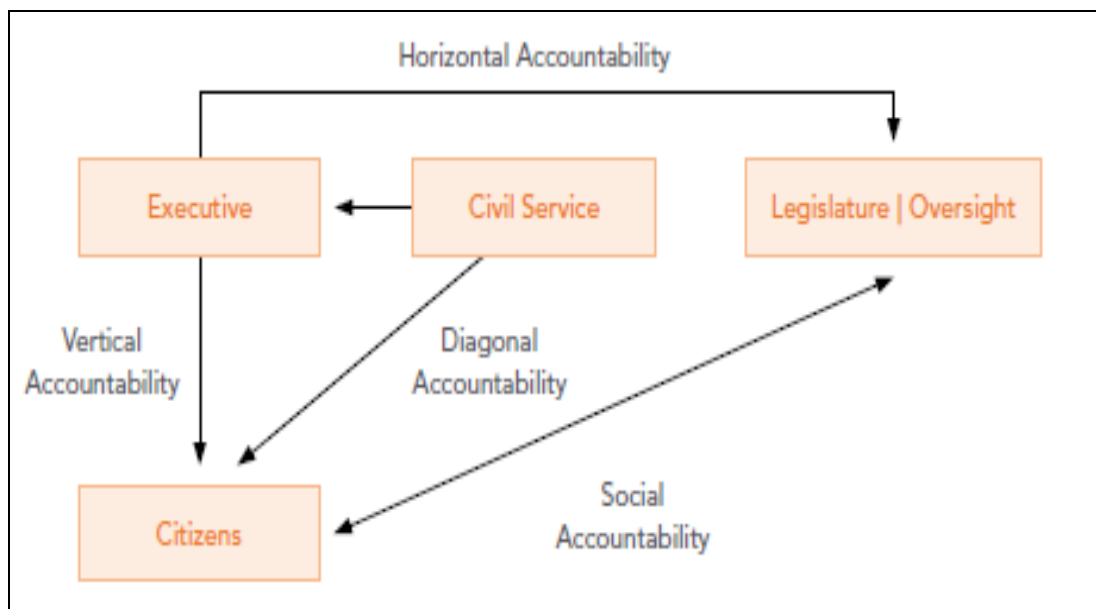 Horizontal Accountability
Executive
Civil Service
Legislature | Oversight
Vertical
Accountability
Diagonal
Accountability
Citizens
Social
Accountability